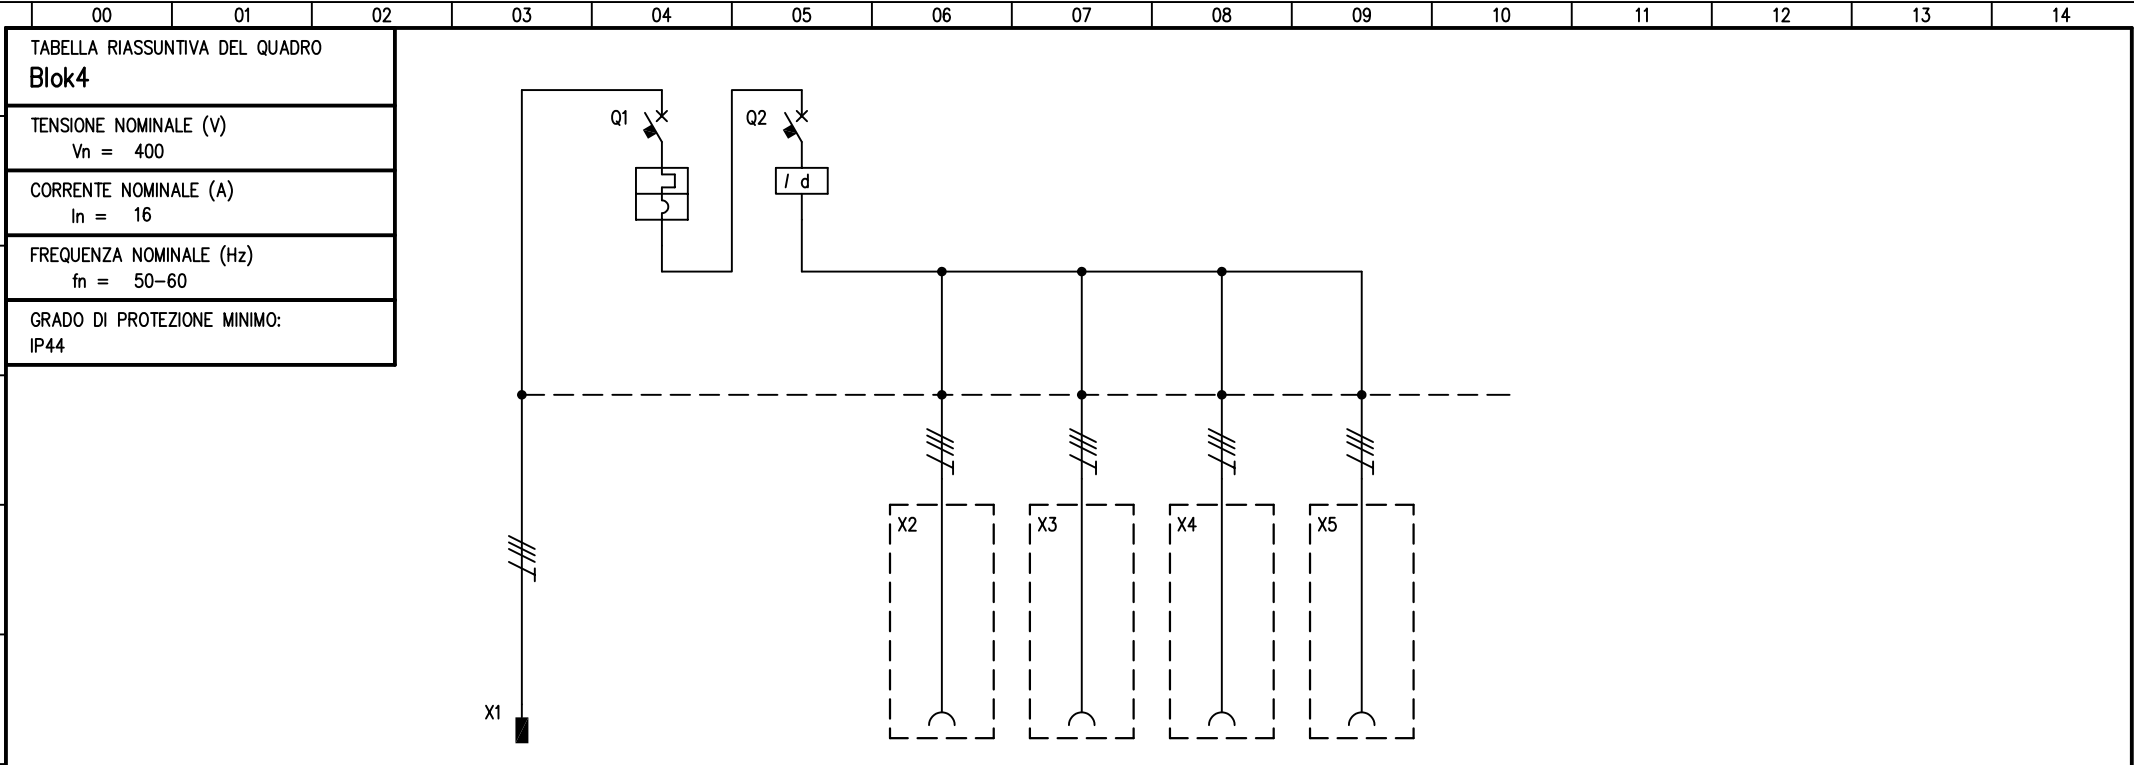 00 01 02 03 04 05 06 07 08 09 10 11 12 13 14
TABELLA RIASSUNTIVA DEL QUADRO
Blok4
TENSIONE NOMINALE (V)
Vn = 400
CORRENTE NOMINALE (A)
In = 16
FREQUENZA NOMINALE (Hz)
fn = 50-60
GRADO DI PROTEZIONE MINIMO:
IP44
Q1 Q2
I d
X2 X3 X4 X5
X1